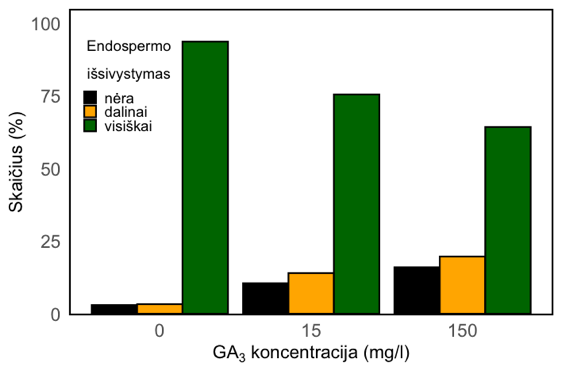 100
75
50
25
0
Skaičius (%)
Endospermo
išsivystymas
nėra
dalinai
visiškai
0 15 150
GA₃ koncentracija (mg/l)